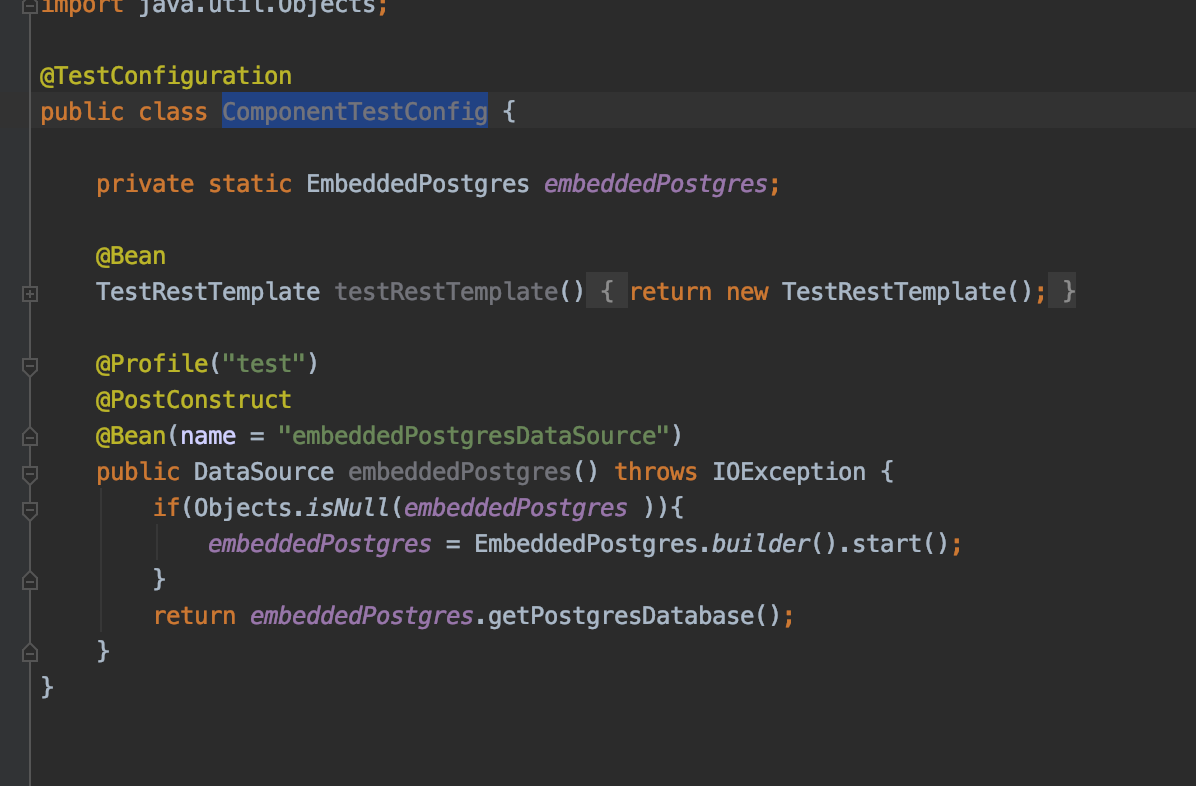 import java.util.Objects;
@TestConfiguration
public class ComponentTestConfig {
private static EmbeddedPostgres embeddedPostgres;
@Bean
TestRestTemplate testRestTemplate() { return new TestRestTemplate(); }
@Profile("test")
@PostConstruct
@Bean(name = "embeddedPostgresDataSource")
public DataSource embeddedPostgres() throws IOException {
if(Objects.isNull(embeddedPostgres )){
embeddedPostgres = EmbeddedPostgres.builder().start();
}
return embeddedPostgres.getPostgresDatabase();
}
}